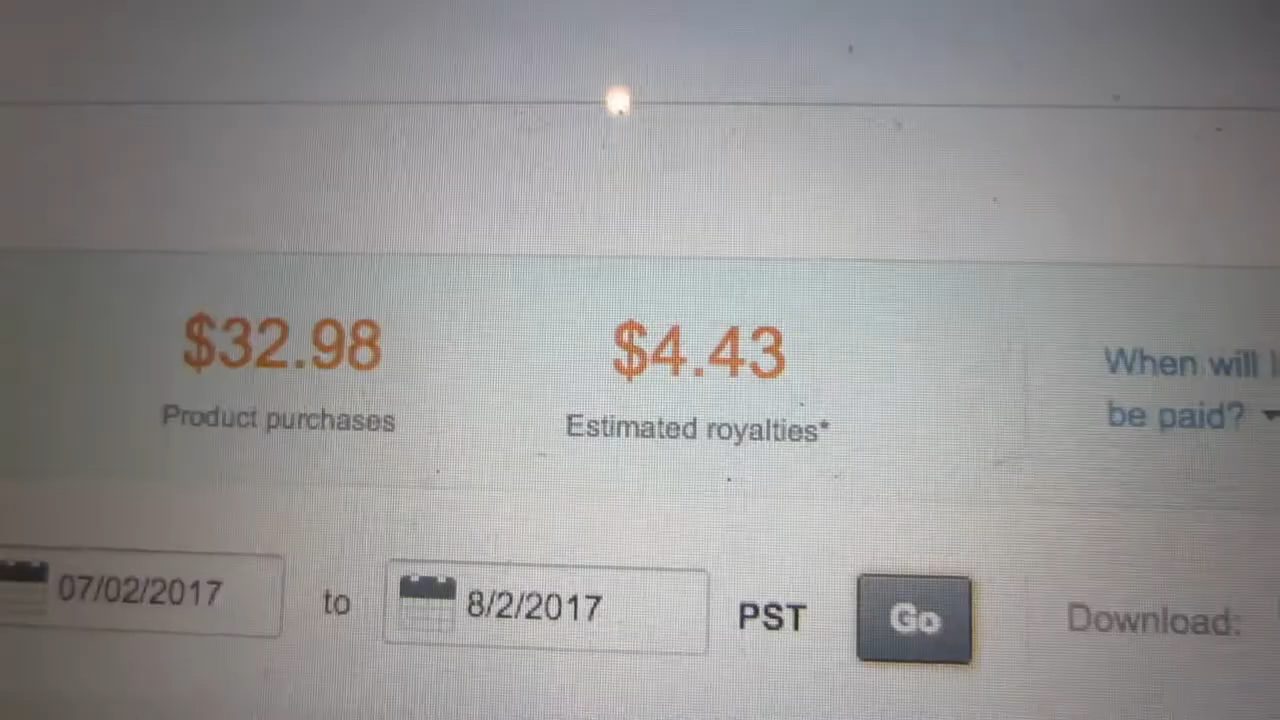 $32.98 $4.43
Product purchases Estimated royalties*
When will I
be paid?
07/02/2017 to 8/2/2017 PST Go Download: